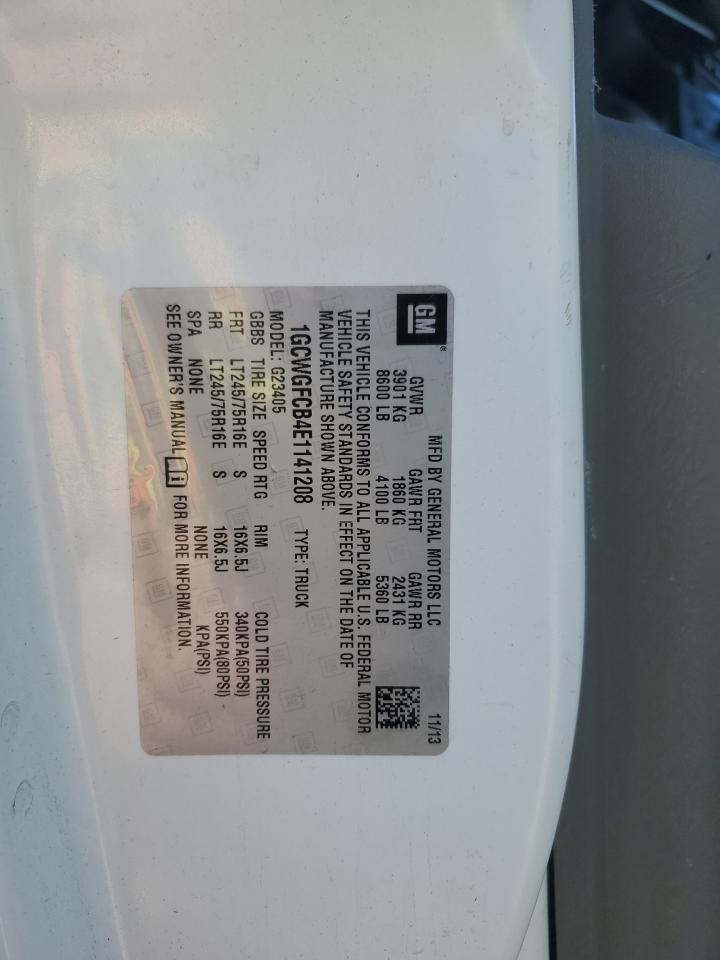 GM®
MFD BY GENERAL MOTORS LLC 11/13
GVWR GAWR FRT GAWR RR
3901 KG 1860 KG 2431 KG
8600 LB 4100 LB 5360 LB
THIS VEHICLE CONFORMS TO ALL APPLICABLE U.S. FEDERAL MOTOR
VEHICLE SAFETY STANDARDS IN EFFECT ON THE DATE OF
MANUFACTURE SHOWN ABOVE.
1GCWGFCB4E1141208 TYPE: TRUCK
MODEL: G23405
GBBS TIRE SIZE SPEED RTG RIM COLD TIRE PRESSURE
FRT LT245/75R16E S 16X6.5J 340KPA(50PSI)
RR LT245/75R16E S 16X6.5J 550KPA(80PSI)
SPA NONE NONE KPA(PSI)
SEE OWNER'S MANUAL FOR MORE INFORMATION.